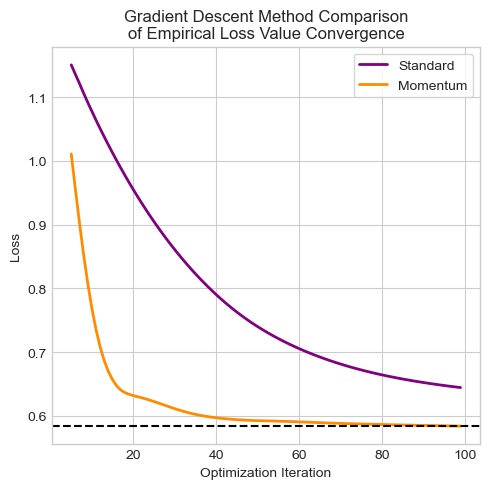 Gradient Descent Method Comparison
of Empirical Loss Value Convergence
Standard
Momentum
Loss
1.1
1.0
0.9
0.8
0.7
0.6
20
40
60
80
100
Optimization Iteration